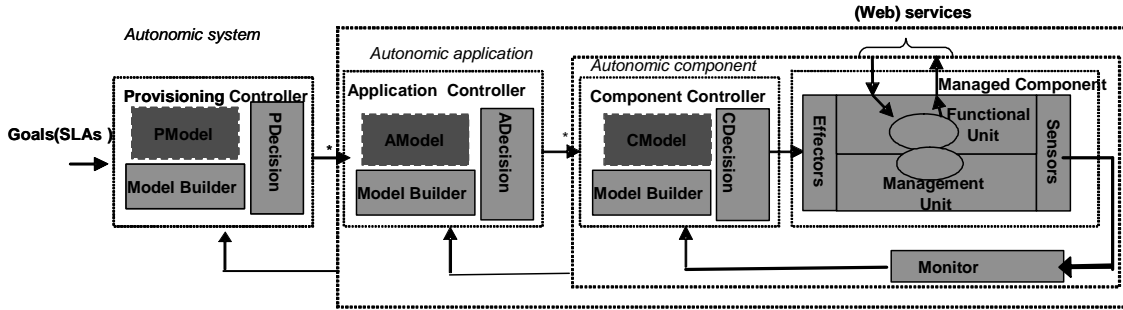 (Web) services
Autonomic system
Autonomic application
Autonomic component
Goals(SLAs )
Provisioning Controller
PModel
Model Builder
PDecision
*
Application Controller
AModel
Model Builder
ADecision
*
Component Controller
CModel
Model Builder
CDecision
Managed Component
Effectors
Functional
Unit
Management
Unit
Sensors
Monitor